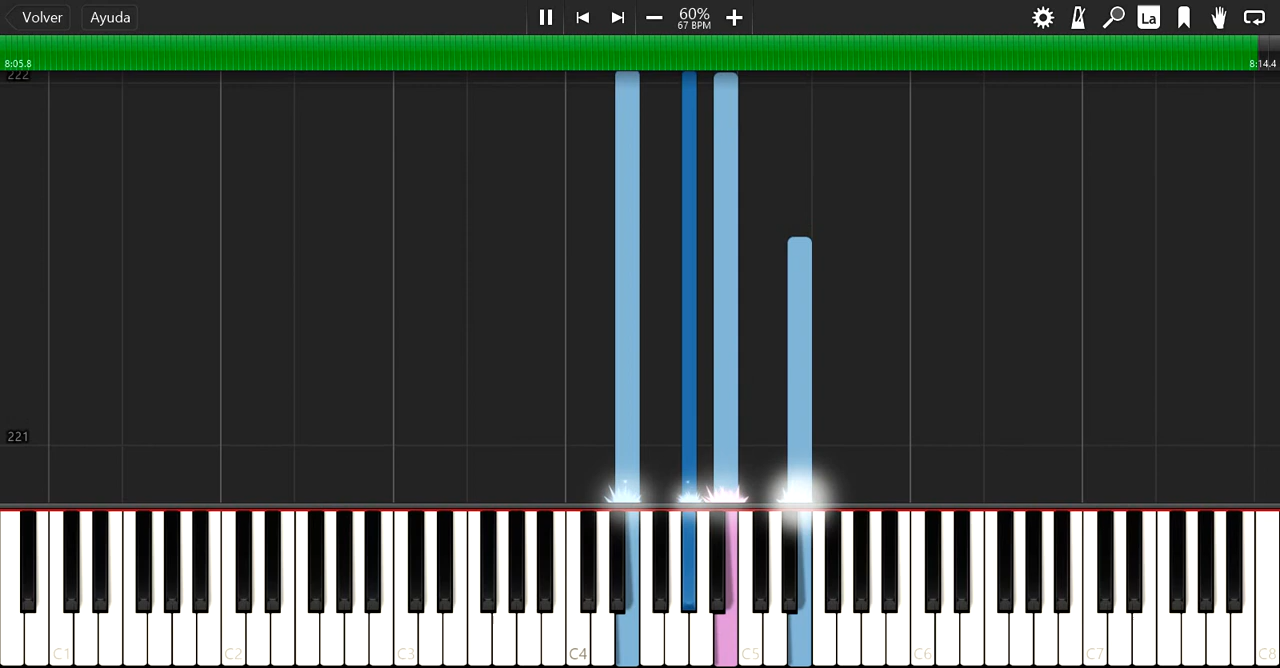 Volver Ayuda 60% La
67 BPM
8:05.8 8:14.4
222
221
C1 C2 C3 C4 C5 C6 C7 C8